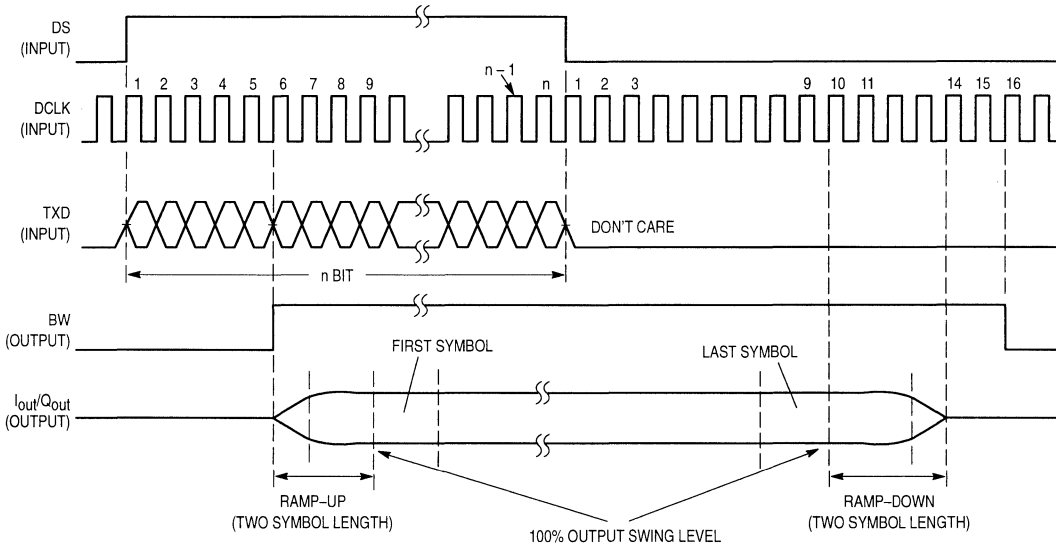 DS
(INPUT)
n – 1
1 2 3 4 5 6 7 8 9 n 1 2 3 9 10 11 14 15 16
DCLK
(INPUT)
TXD
(INPUT)
DON'T CARE
n BIT
BW
(OUTPUT)
FIRST SYMBOL
LAST SYMBOL
Iout/Qout
(OUTPUT)
RAMP–UP
(TWO SYMBOL LENGTH)
RAMP–DOWN
(TWO SYMBOL LENGTH)
100% OUTPUT SWING LEVEL